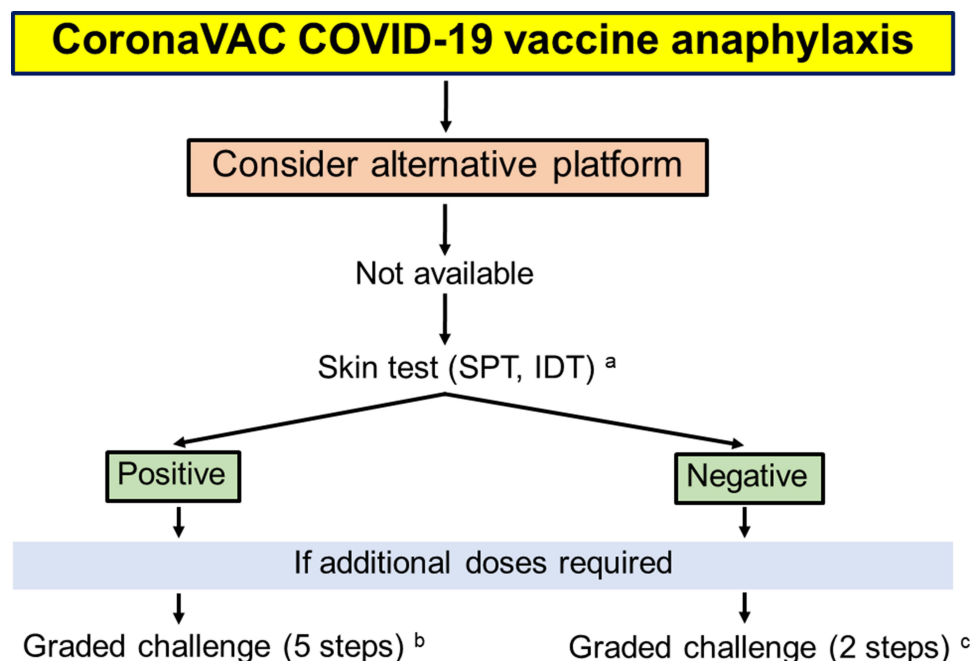 CoronaVAC COVID-19 vaccine anaphylaxis
Consider alternative platform
Not available
Skin test (SPT, IDT) ᵃ
Positive
Negative
If additional doses required
Graded challenge (5 steps) ᵇ
Graded challenge (2 steps) ᶜ